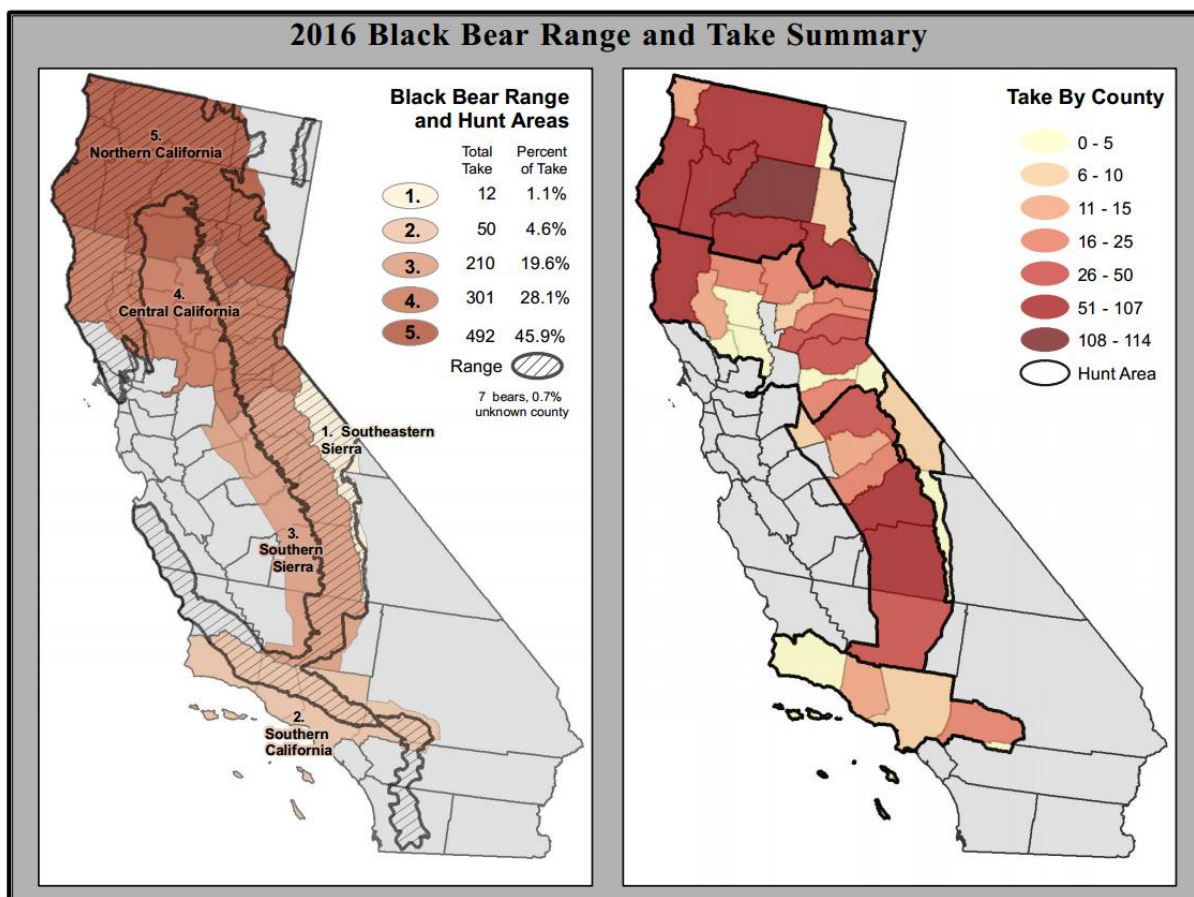 2016 Black Bear Range and Take Summary
Black Bear Range
and Hunt Areas
Total Percent
Take of Take
1. 12 1.1%
2. 50 4.6%
3. 210 19.6%
4. 301 28.1%
5. 492 45.9%
Range
7 bears, 0.7%
unknown county
5.
Northern California
4.
Central California
1. Southeastern
Sierra
3.
Southern
Sierra
2.
Southern
California
Take By County
0 - 5
6 - 10
11 - 15
16 - 25
26 - 50
51 - 107
108 - 114
Hunt Area